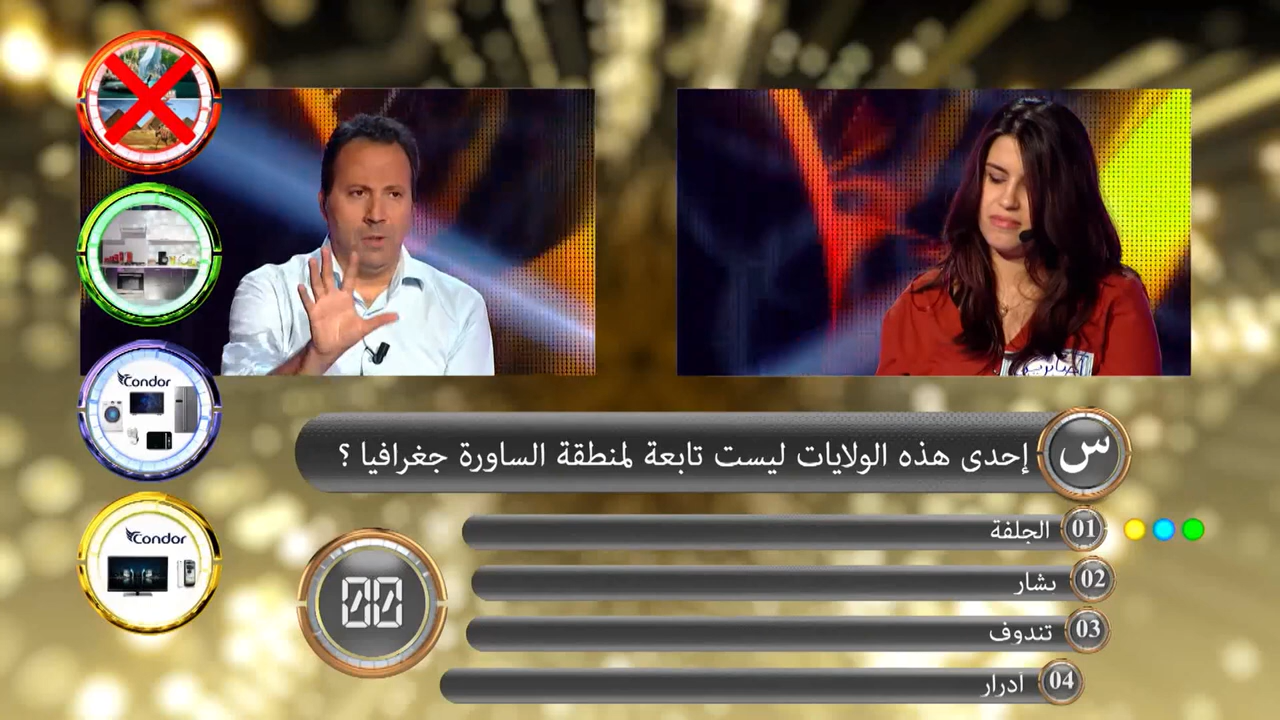 Condor
Condor
س
إحدى هذه الولايات ليست تابعة لمنطقة الساورة جغرافيا ؟
01 الجلفة
02 بشار
03 تندوف
04 ادرار
00